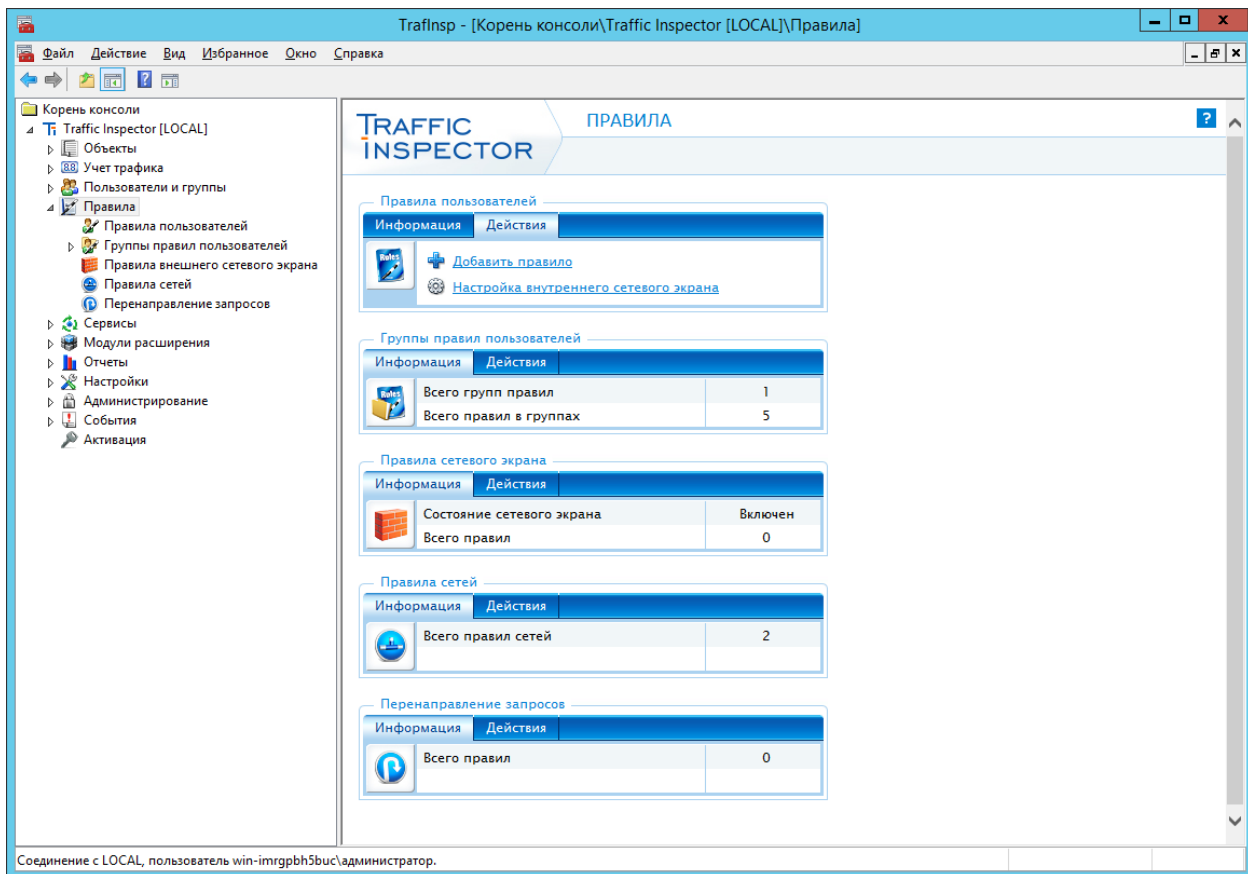 TrafInsp - [Корень консоли\Traffic Inspector [LOCAL]\Правила]
Файл Действие Вид Избранное Окно Справка
Корень консоли
Traffic Inspector [LOCAL]
Объекты
Учет трафика
Пользователи и группы
Правила
Правила пользователей
Группы правил пользователей
Правила внешнего сетевого экрана
Правила сетей
Перенаправление запросов
Сервисы
Модули расширения
Отчеты
Настройки
Администрирование
События
Активация
TRAFFIC
INSPECTOR
ПРАВИЛА
Правила пользователей
Информация Действия
Rules
Добавить правило
Настройка внутреннего сетевого экрана
Группы правил пользователей
Информация Действия
Rules
Всего групп правил 1
Всего правил в группах 5
Правила сетевого экрана
Информация Действия
Состояние сетевого экрана Включен
Всего правил 0
Правила сетей
Информация Действия
Всего правил сетей 2
Перенаправление запросов
Информация Действия
Всего правил 0
Соединение с LOCAL, пользователь win-imrgpbh5buc\администратор.